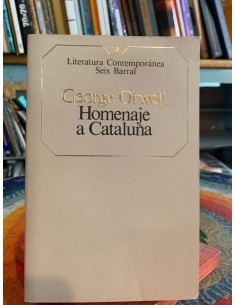 Literatura Contemporánea
Seix Barral
George Orwell
Homenaje
a Cataluña